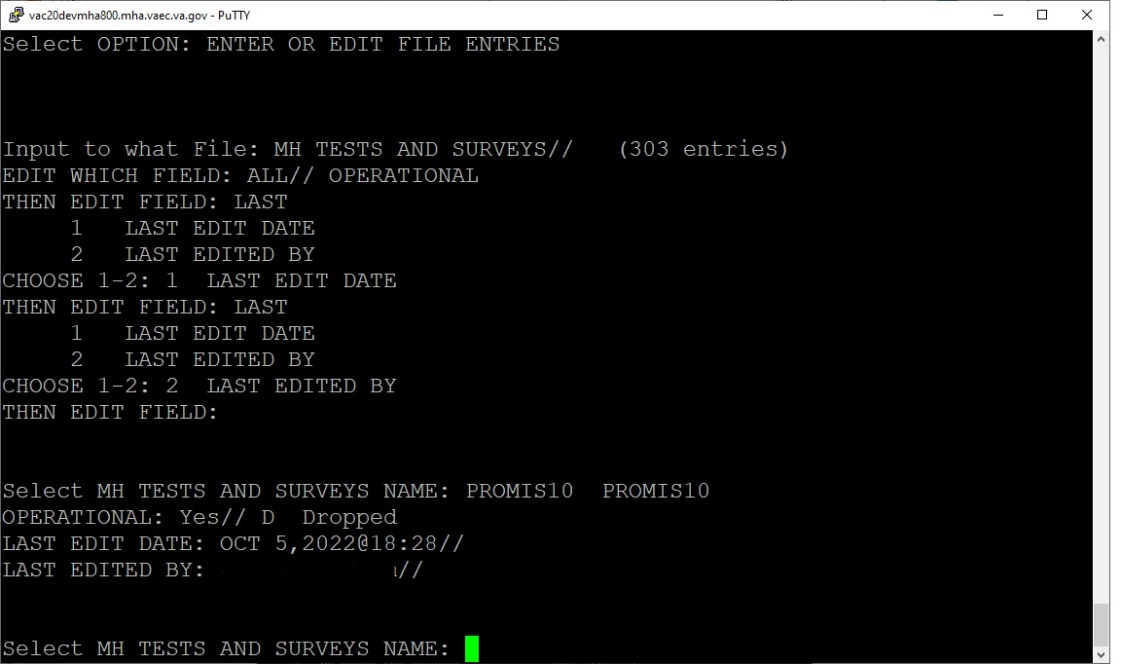 vac20devmha800.mha.vaec.va.gov - PuTTY
Select OPTION: ENTER OR EDIT FILE ENTRIES
Input to what File: MH TESTS AND SURVEYS// (303 entries)
EDIT WHICH FIELD: ALL// OPERATIONAL
THEN EDIT FIELD: LAST
1 LAST EDIT DATE
2 LAST EDITED BY
CHOOSE 1-2: 1 LAST EDIT DATE
THEN EDIT FIELD: LAST
1 LAST EDIT DATE
2 LAST EDITED BY
CHOOSE 1-2: 2 LAST EDITED BY
THEN EDIT FIELD:
Select MH TESTS AND SURVEYS NAME: PROMIS10 PROMIS10
OPERATIONAL: Yes// D Dropped
LAST EDIT DATE: OCT 5,2022@18:28//
LAST EDITED BY: //
Select MH TESTS AND SURVEYS NAME: